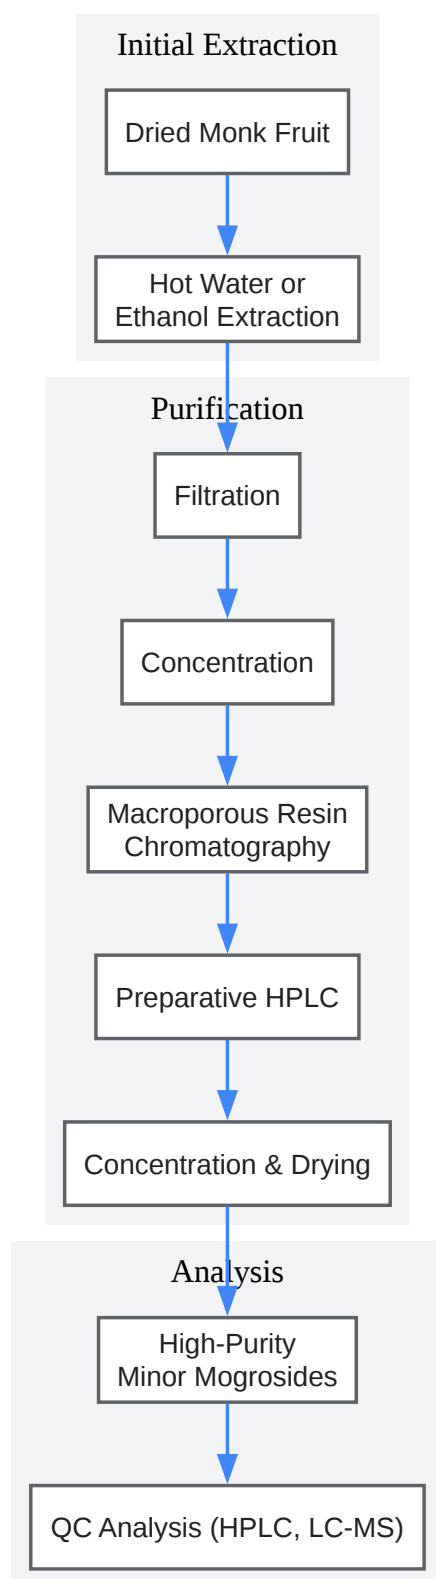 Initial Extraction
Dried Monk Fruit
Hot Water or
Ethanol Extraction
Purification
Filtration
Concentration
Macroporous Resin
Chromatography
Preparative HPLC
Concentration & Drying
Analysis
High-Purity
Minor Mogrosides
QC Analysis (HPLC, LC-MS)